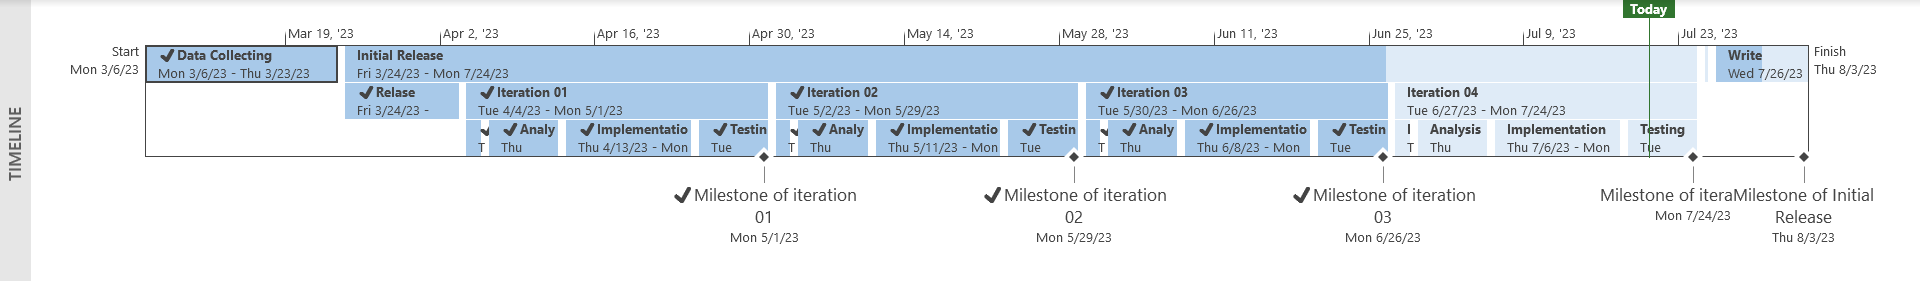 Today
Mar 19, '23 Apr 2, '23 Apr 16, '23 Apr 30, '23 May 14, '23 May 28, '23 Jun 11, '23 Jun 25, '23 Jul 9, '23 Jul 23, '23
Start
Mon 3/6/23
Data Collecting
Mon 3/6/23 - Thu 3/23/23
Initial Release
Fri 3/24/23 - Mon 7/24/23
Write
Wed 7/26/23
Finish
Thu 8/3/23
Relase
Fri 3/24/23 -
Iteration 01
Tue 4/4/23 - Mon 5/1/23
Iteration 02
Tue 5/2/23 - Mon 5/29/23
Iteration 03
Tue 5/30/23 - Mon 6/26/23
Iteration 04
Tue 6/27/23 - Mon 7/24/23
T
Analy
Thu
Implementatio
Thu 4/13/23 - Mon
Testin
Tue
T
Analy
Thu
Implementatio
Thu 5/11/23 - Mon
Testin
Tue
T
Analy
Thu
Implementatio
Thu 6/8/23 - Mon
Testin
Tue
I
T
Analysis
Thu
Implementation
Thu 7/6/23 - Mon
Testing
Tue
TIMELINE
Milestone of iteration
01
Mon 5/1/23
Milestone of iteration
02
Mon 5/29/23
Milestone of iteration
03
Mon 6/26/23
Milestone of itera
Mon 7/24/23
Milestone of Initial
Release
Thu 8/3/23